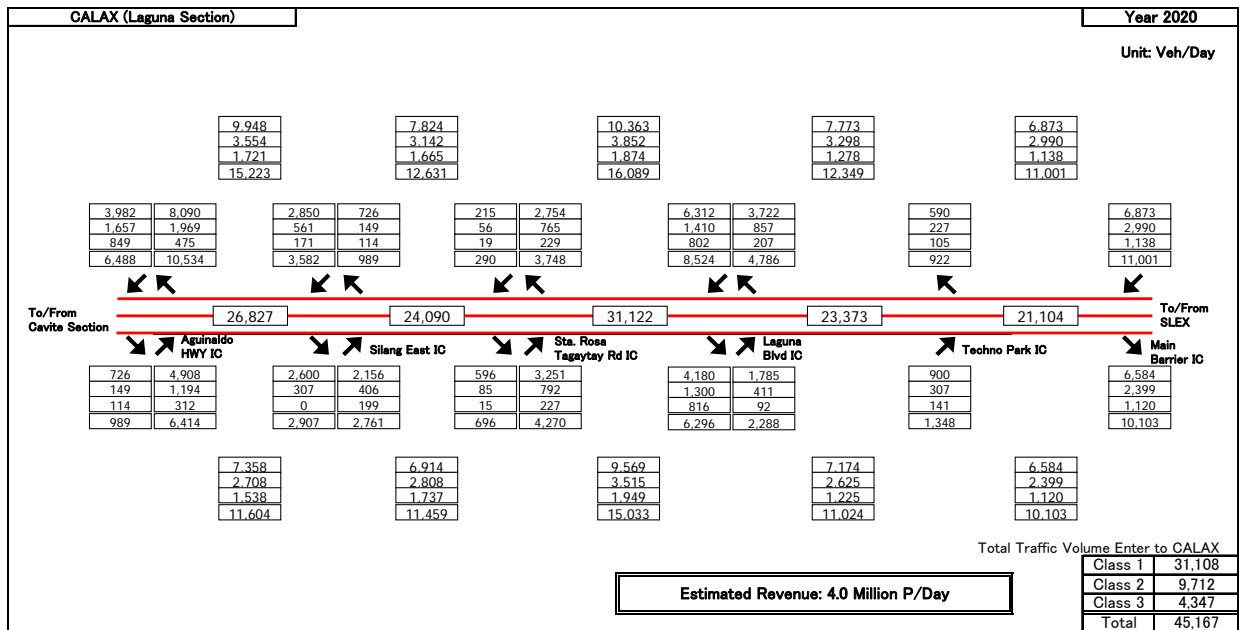 CALAX (Laguna Section) Year 2020
Unit: Veh/Day
9.948 7.824 10.363 7.773 6.873
3.554 3.142 3.852 3.298 2.990
1.721 1.665 1.874 1.278 1.138
15.223 12.631 16.089 12.349 11.001
3,982 8,090 2,850 726 215 2,754 6,312 3,722 590 6,873
1,657 1,969 561 149 56 765 1,410 857 227 2,990
849 475 171 114 19 229 802 207 105 1,138
6,488 10,534 3,582 989 290 3,748 8,524 4,786 922 11,001
To/From
Cavite Section
26,827 24,090 31,122 23,373 21,104
To/From
SLEX
Aguinaldo
HWY IC
Silang East IC
Sta. Rosa
Tagaytay Rd IC
Laguna
Blvd IC
Techno Park IC
Main
Barrier IC
726 4,908 2,600 2,156 596 3,251 4,180 1,785 900 6,584
149 1,194 307 406 85 792 1,300 411 307 2,399
114 312 0 199 15 227 816 92 141 1,120
989 6,414 2,907 2,761 696 4,270 6,296 2,288 1,348 10,103
7.358 6.914 9.569 7.174 6.584
2.708 2.808 3.515 2.625 2.399
1.538 1.737 1.949 1.225 1.120
11.604 11.459 15.033 11.024 10.103
Total Traffic Volume Enter to CALAX
Class 1 31,108
Class 2 9,712
Class 3 4,347
Total 45,167
Estimated Revenue: 4.0 Million P/Day